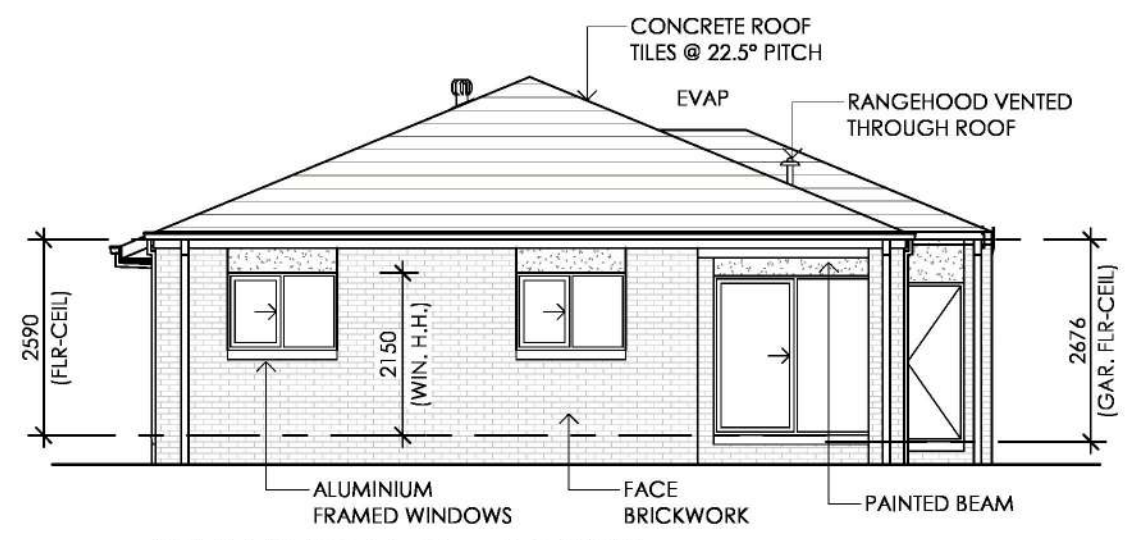 CONCRETE ROOF
TILES @ 22.5° PITCH
EVAP
RANGEHOOD VENTED
THROUGH ROOF
2590
(FLR-CEIL)
2150
(WIN. H.H.)
2676
(GAR. FLR-CEIL)
ALUMINIUM
FRAMED WINDOWS
FACE
BRICKWORK
PAINTED BEAM